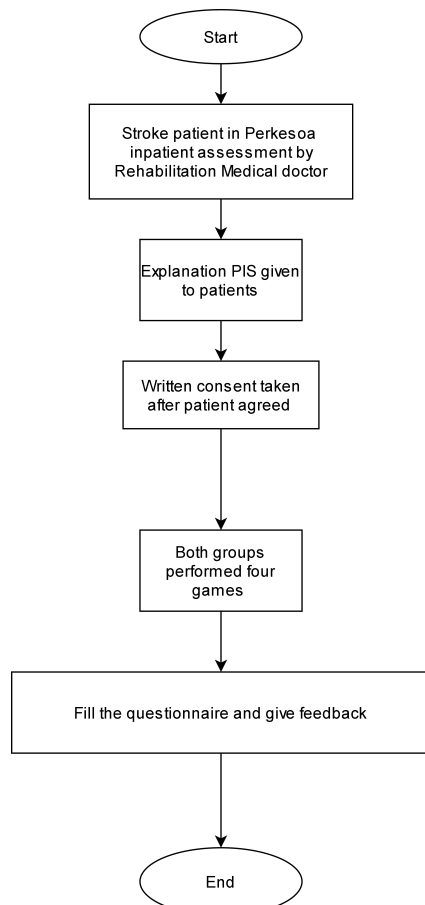 Start
Stroke patient in Perkesoa
inpatient assessment by
Rehabilitation Medical doctor
Explanation PIS given
to patients
Written consent taken
after patient agreed
Both groups
performed four
games
Fill the questionnaire and give feedback
End